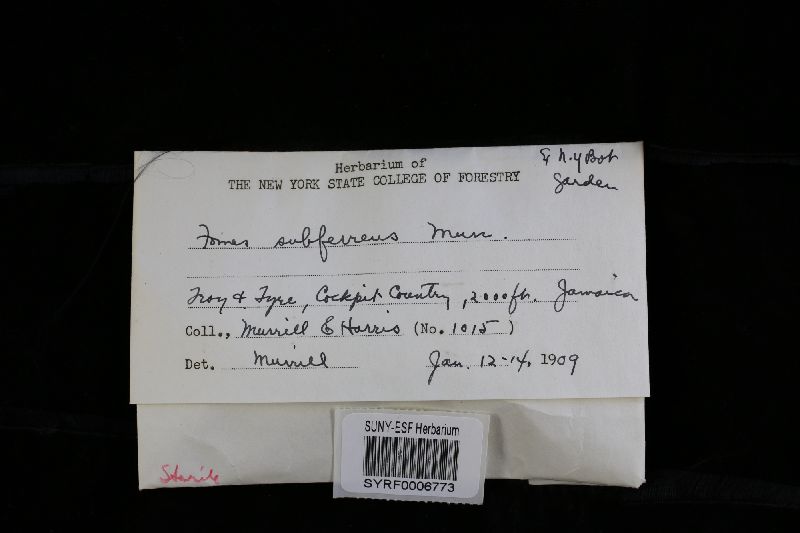 Herbarium of
THE NEW YORK STATE COLLEGE OF FORESTRY
& N.Y Bot
Garden
Fomes subferreus Murr.
Troy & Tyre, Cockpit Country, 2000 ft. Jamaica
Coll., Murrill & Harris (No. 1015)
Det. Murrill Jan. 12-14, 1909
Sterile
SUNY-ESF Herbarium
SYRF0006773